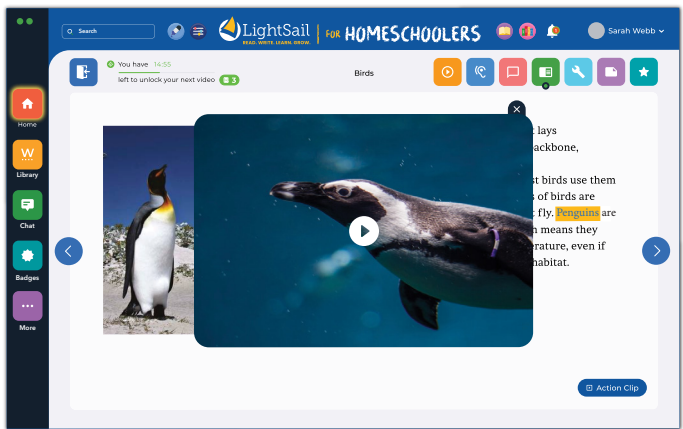 Search
LightSail
READ. WRITE. LEARN. GROW.
FOR HOMESCHOOLERS
Sarah Webb
You have 14:55
left to unlock your next video 3
Birds
Home
W
Library
Chat
Badges
More
lays
backbone,
birds use them
of birds are
fly. Penguins are
means they
even if
habitat.
Action Clip